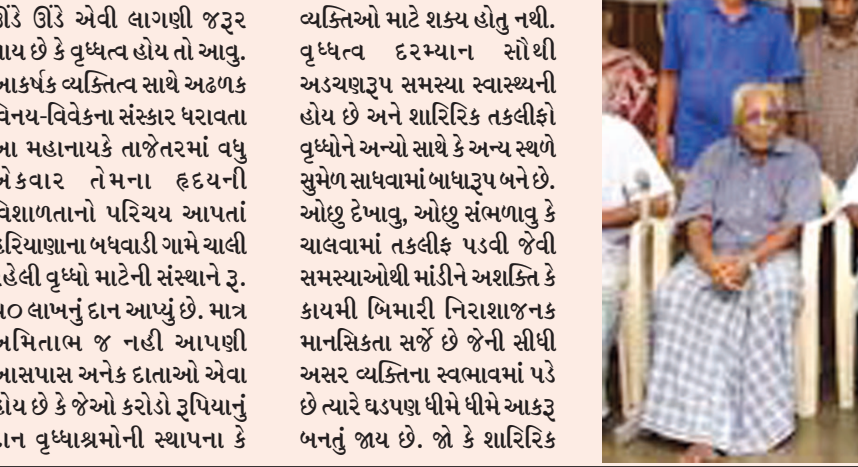 ઊંડે ઊંડે એવી લાગણી જરૂર
છે કે વૃધ્ધત્વ હોય તો આવુ.
આકર્ષક વ્યક્તિત્વ સાથે અઢળક
વિનય-વિવેકના સંસ્કાર ધરાવતા
આ મહાનાયકે તાજેતરમાં વધુ
એકવાર તેમના હૃદયની
વિશાળતાનો પરિચય આપતાં
હરિયાણાના બધવાડી ગામે ચાલી
રહેલી વૃધ્ધો માટેની સંસ્થાને રૂ.
લાખનું દાન આપ્યું છે. માત્ર
અમિતાભ જ નહી આપણી
આસપાસ અનેક દાતાઓ એવા
હોય છે કે જેઓ કરોડો રૂપિયાનું
દાન વૃધ્ધાશ્રમોની સ્થાપના કે
વ્યક્તિઓ માટે શક્ય હોતુ નથી.
વૃધ્ધત્વ દરમ્યાન સૌથી
અડચણરૂપ સમસ્યા સ્વાસ્થ્યની
હોય છે અને શારિરિક તકલીફો
વૃધ્ધોને અન્યો સાથે કે અન્ય સ્થળે
સુમેળ સાધવામાં બાધારૂપ બને છે.
ઓછુ દેખાવુ, ઓછુ સંભળાવુ કે
ચાલવામાં તકલીફ પડવી જેવી
સમસ્યાઓથી માંડીને અશક્તિ કે
કાયમી બિમારી નિરાશાજનક
માનસિકતા સર્જે છે જેની સીધી
અસર વ્યક્તિના સ્વભાવમાં પડે
છે ત્યારે ઘડપણ ધીમે ધીમે આકરૂ
બનતું જાય છે. જો કે શારિરિક